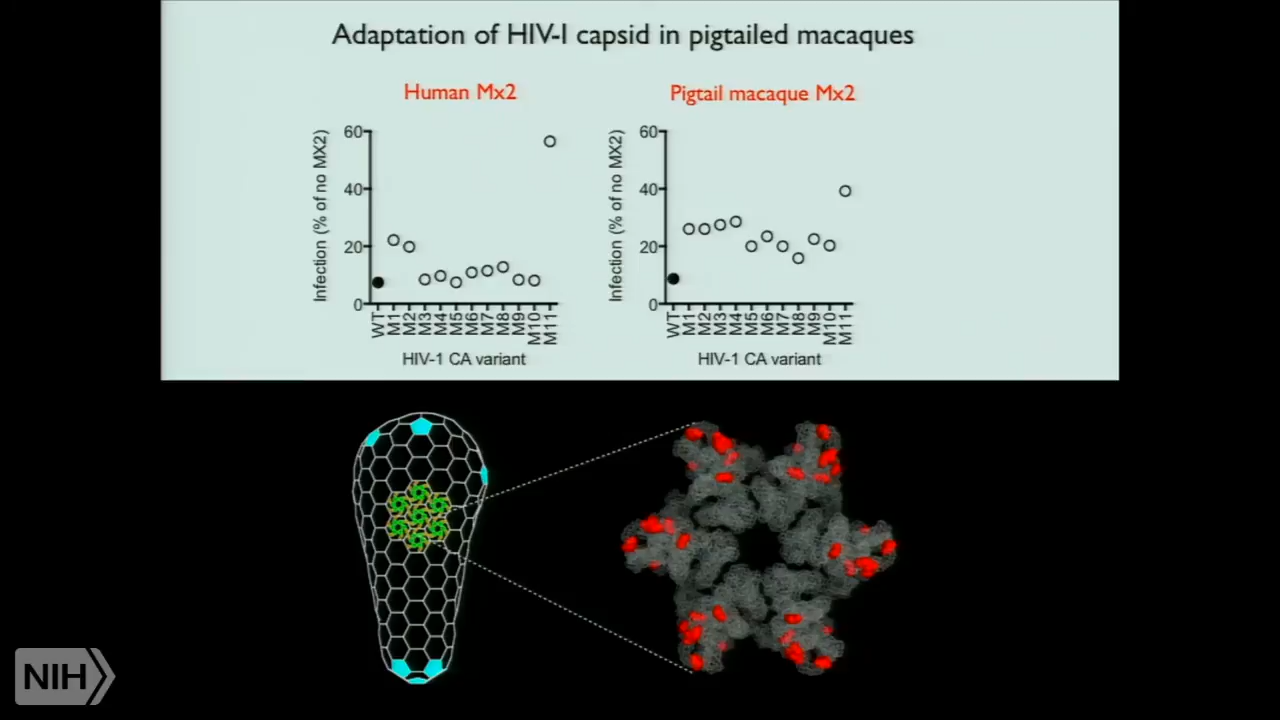 Adaptation of HIV-1 capsid in pigtailed macaques
Human Mx2
Pigtail macaque Mx2
Infection (% of no MX2)
60
40
20
0
WT
M1
M2
M3
M4
M5
M6
M7
M8
M9
M10
M11
HIV-1 CA variant
Infection (% of no MX2)
60
40
20
0
WT
M1
M2
M3
M4
M5
M6
M7
M8
M9
M10
M11
HIV-1 CA variant
NIH